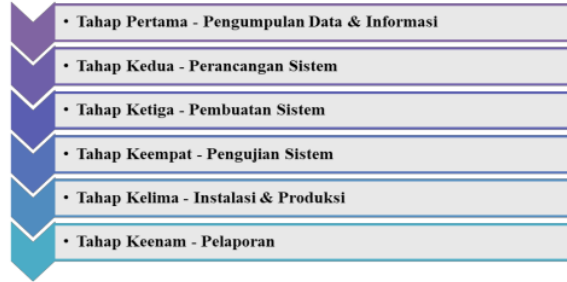 • Tahap Pertama - Pengumpulan Data & Informasi
• Tahap Kedua - Perancangan Sistem
• Tahap Ketiga - Pembuatan Sistem
• Tahap Keempat - Pengujian Sistem
• Tahap Kelima - Instalasi & Produksi
• Tahap Keenam - Pelaporan